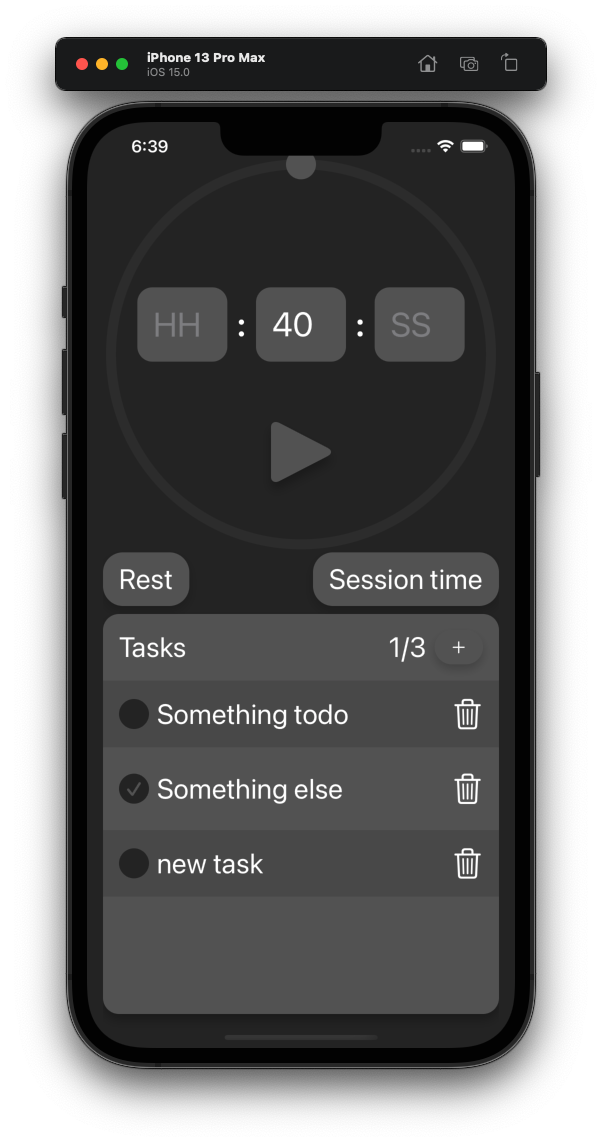 iPhone 13 Pro Max
iOS 15.0
6:39
HH : 40 : SS
Rest Session time
Tasks 1/3 +
Something todo
Something else
new task